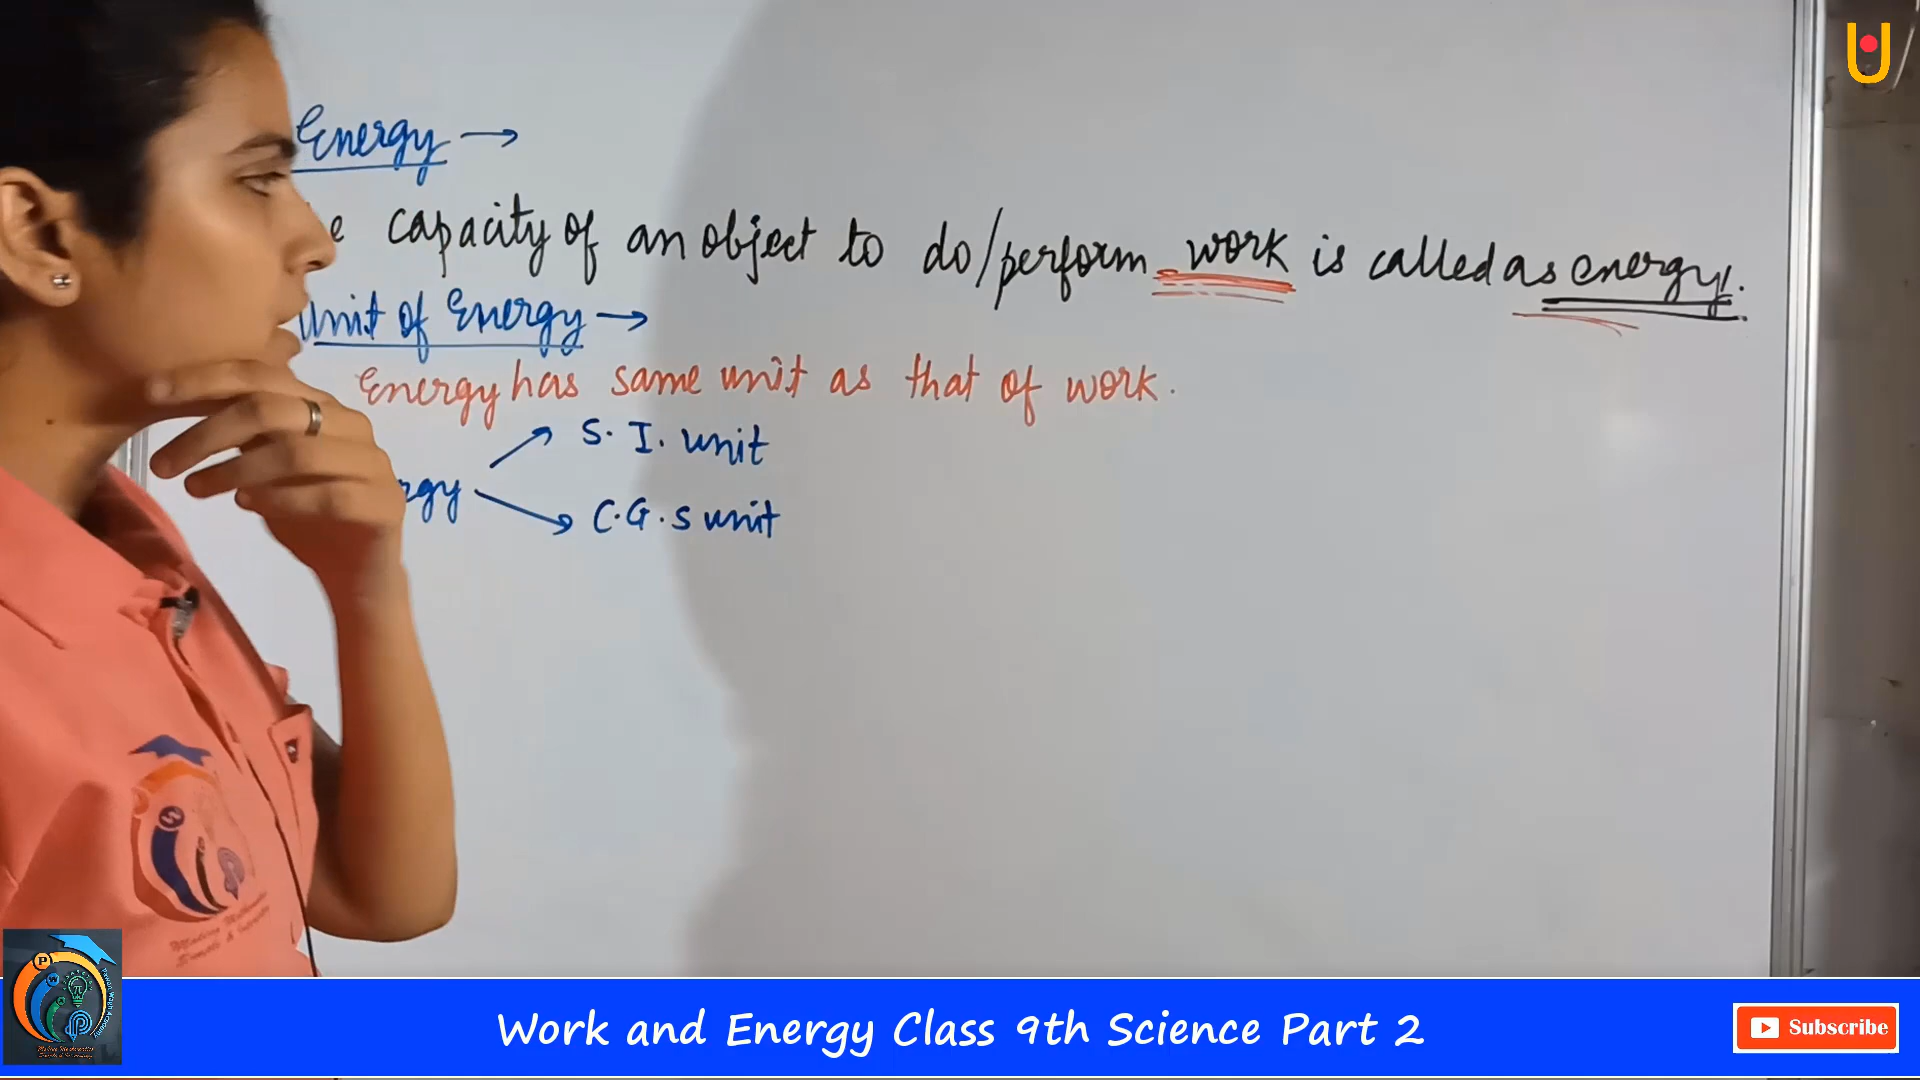 Energy →
e capacity of an object to do/perform work is called as energy.
Unit of Energy →
Energy has same unit as that of work.
S.I. unit
rgy
C.G.S unit
Work and Energy Class 9th Science Part 2
Subscribe